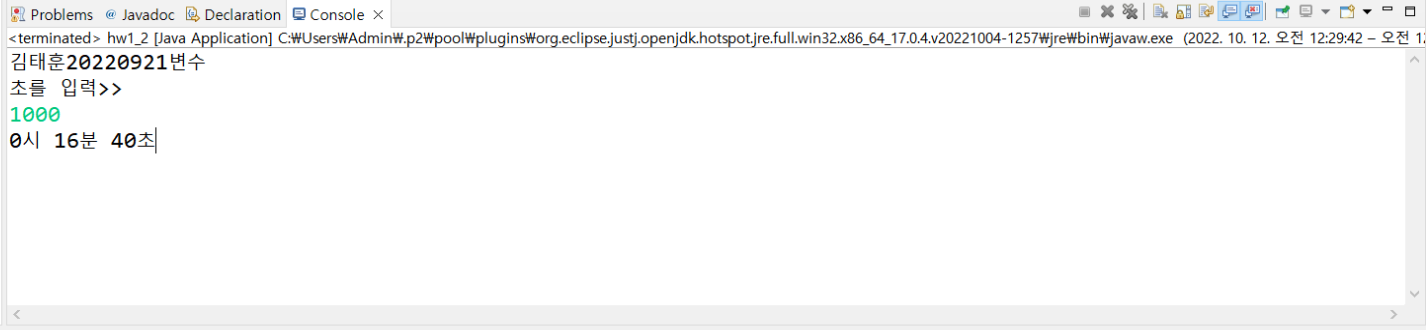 Problems @ Javadoc Declaration Console
<terminated> hw1_2 [Java Application] C:₩Users₩Admin₩.p2₩pool₩plugins₩org.eclipse.justj.openjdk.hotspot.jre.full.win32.x86_64_17.0.4.v20221004-1257₩jre₩bin₩javaw.exe (2022. 10. 12. 오전 12:29:42 – 오전 12
김태훈20220921변수
초를 입력>>
1000
0시 16분 40초